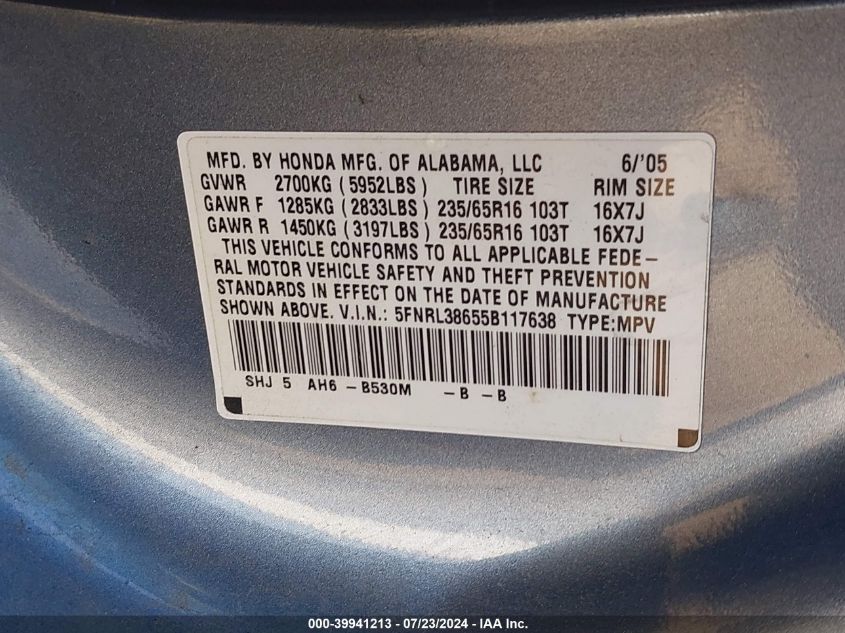 MFD. BY HONDA MFG. OF ALABAMA, LLC 6/'05
GVWR 2700KG (5952LBS) TIRE SIZE RIM SIZE
GAWR F 1285KG (2833LBS) 235/65R16 103T 16X7J
GAWR R 1450KG (3197LBS) 235/65R16 103T 16X7J
THIS VEHICLE CONFORMS TO ALL APPLICABLE FEDE-
RAL MOTOR VEHICLE SAFETY AND THEFT PREVENTION
STANDARDS IN EFFECT ON THE DATE OF MANUFACTURE
SHOWN ABOVE. V.I.N.: 5FNRL38655B117638 TYPE:MPV
SHJ 5 AH6 -B530M -B -B
000-39941213 - 07/23/2024 - IAA Inc.